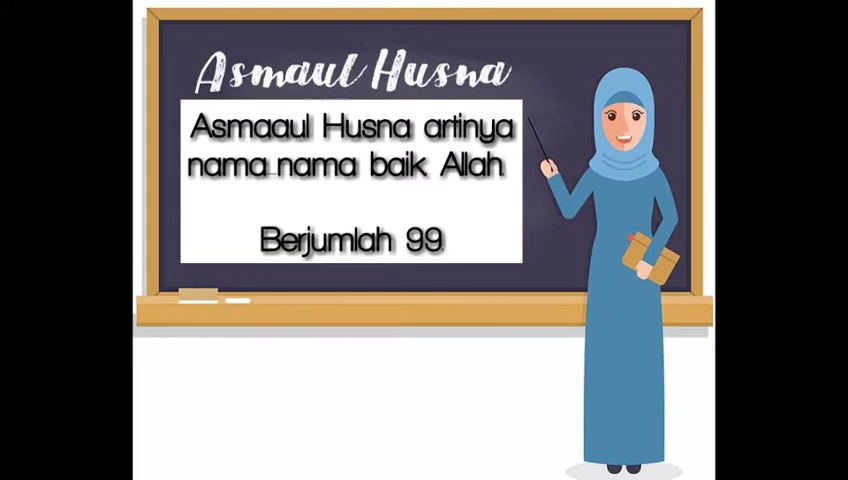 Asmaul Husna
Asmaaul Husna artinya
nama-nama baik Allah
Berjumlah 99